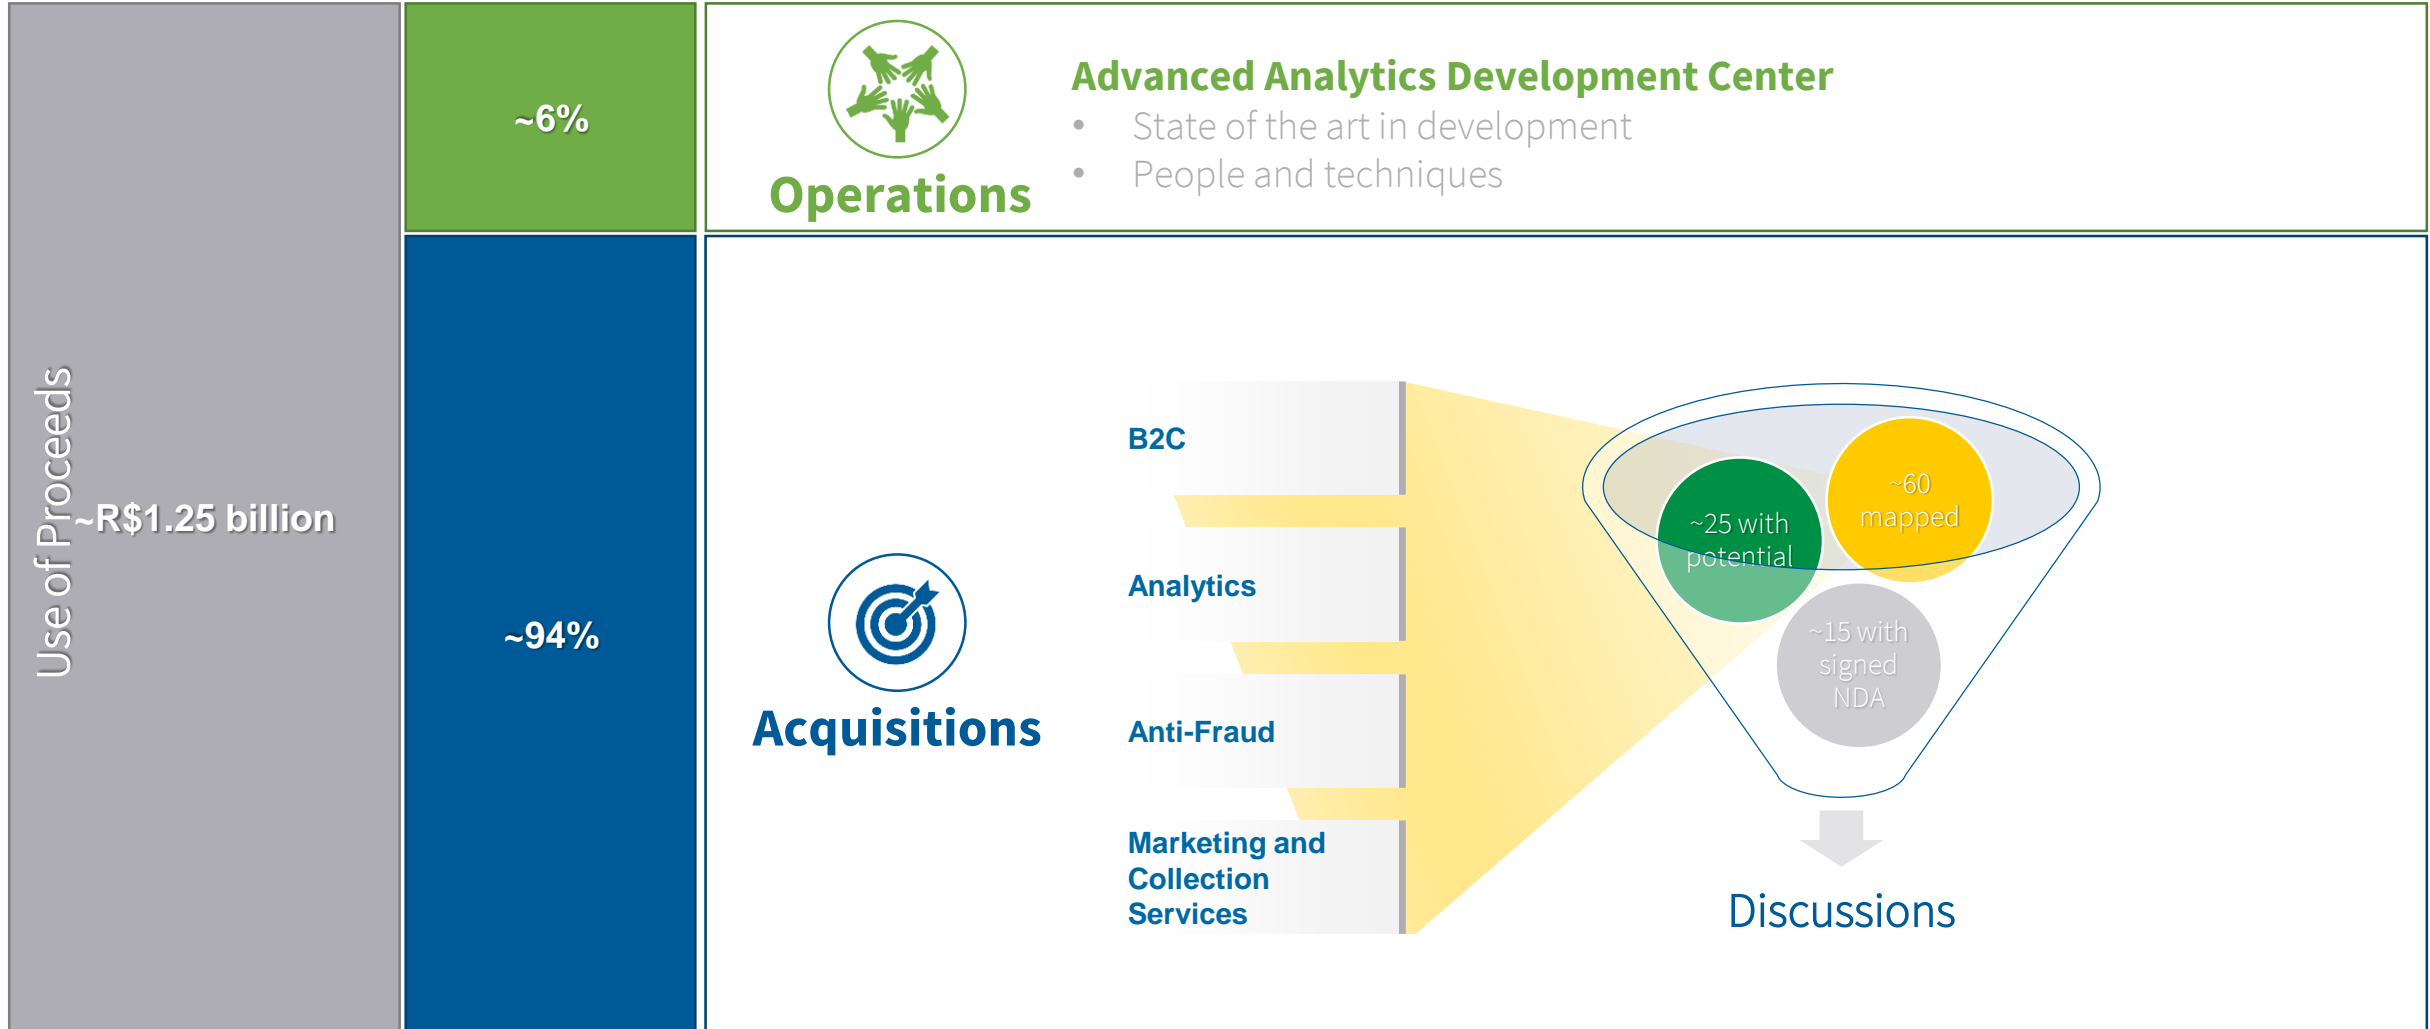 Use of Proceeds
~R$1.25 billion
~6%
Operations
Advanced Analytics Development Center
• State of the art in development
• People and techniques
~94%
Acquisitions
B2C
Analytics
Anti-Fraud
Marketing and
Collection
Services
~25 with
potential
~60
mapped
~15 with
signed
NDA
Discussions